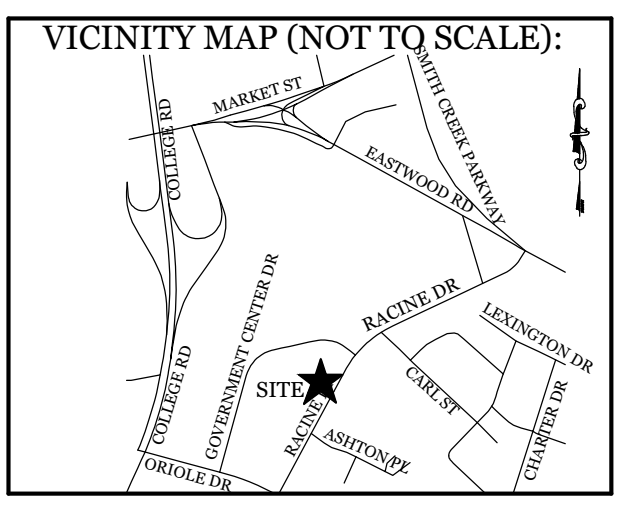 VICINITY MAP (NOT TO SCALE):
MARKET ST
SMITH CREEK PARKWAY
COLLEGE RD
EASTWOOD RD
GOVERNMENT CENTER DR
RACINE DR
LEXINGTON DR
SITE
COLLEGE RD
RACINE
CARL ST
CHARTER DR
ASHTON PL
ORIOLE DR